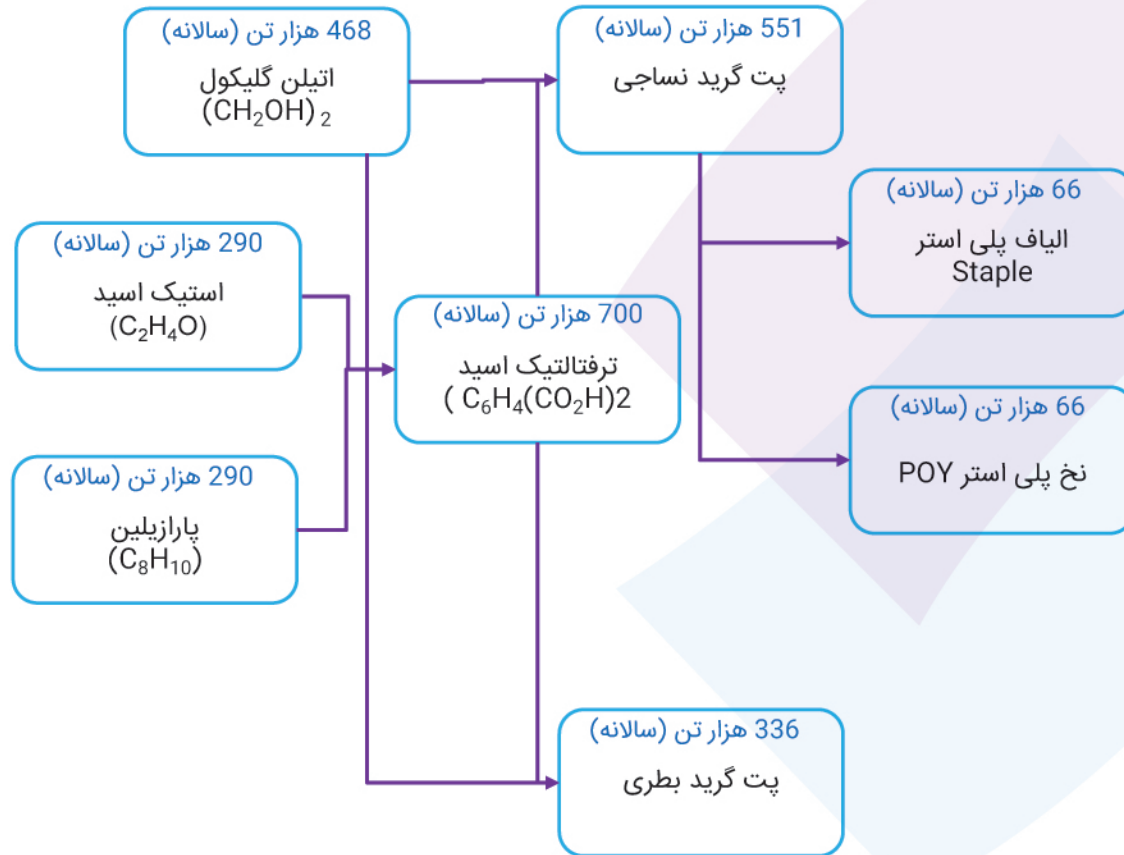 468 هزار تن (سالانه)
اتیلن گلیکول
(CH₂OH) ₂
551 هزار تن (سالانه)
پت گرید نساجی
66 هزار تن (سالانه)
الیاف پلی استر
Staple
290 هزار تن (سالانه)
استیک اسید
(C₂H₄O)
700 هزار تن (سالانه)
ترفتالتیک اسید
( C₆H₄(CO₂H)2
66 هزار تن (سالانه)
نخ پلی استر POY
290 هزار تن (سالانه)
پارازیلین
(C₈H₁₀)
336 هزار تن (سالانه)
پت گرید بطری